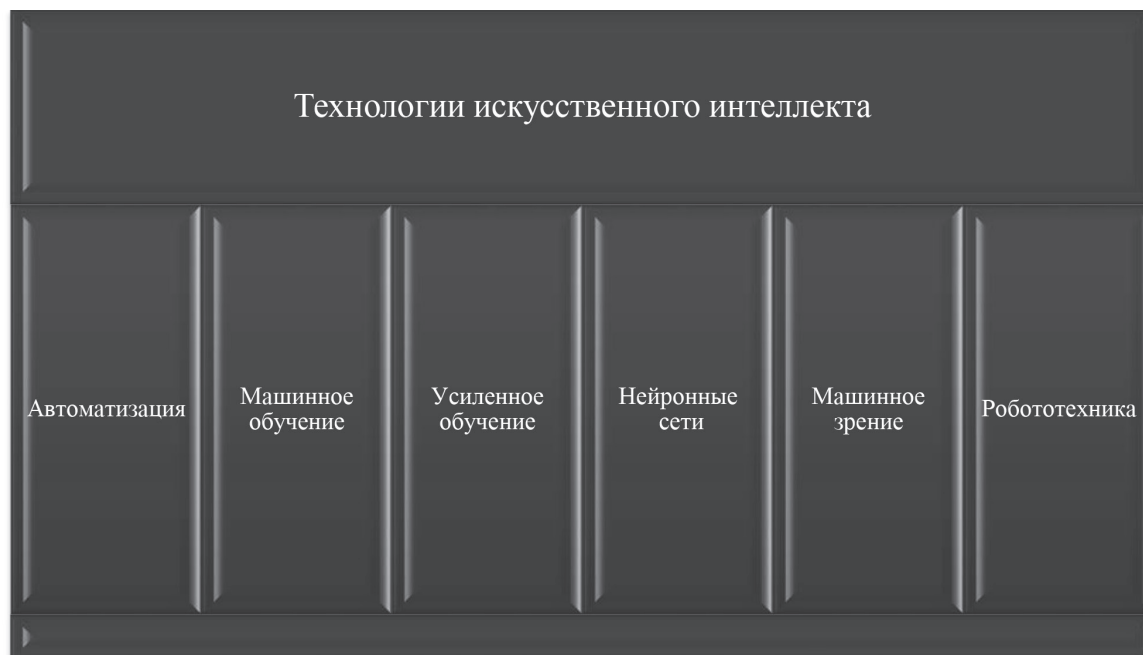 Технологии искусственного интеллекта
Автоматизация
Машинное
обучение
Усиленное
обучение
Нейронные
сети
Машинное
зрение
Робототехника